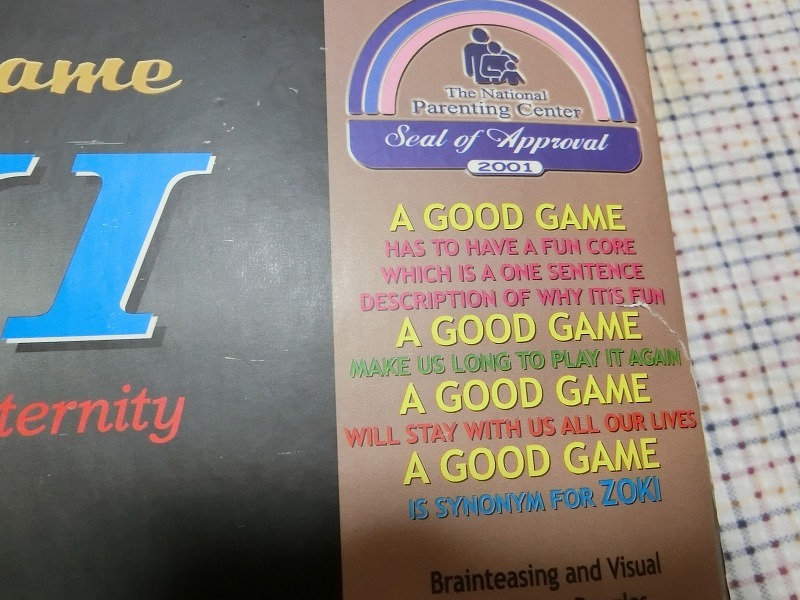 ame
I
ternity
The National
Parenting Center
Seal of Approval
2001
A GOOD GAME
HAS TO HAVE A FUN CORE
WHICH IS A ONE SENTENCE
DESCRIPTION OF WHY ITiS FUN
A GOOD GAME
MAKE US LONG TO PLAY IT AGAIN
A GOOD GAME
WILL STAY WITH US ALL OUR LIVES
A GOOD GAME
iS SYNONYM FOR ZOKI
Brainteasing and Visual
Puzzles